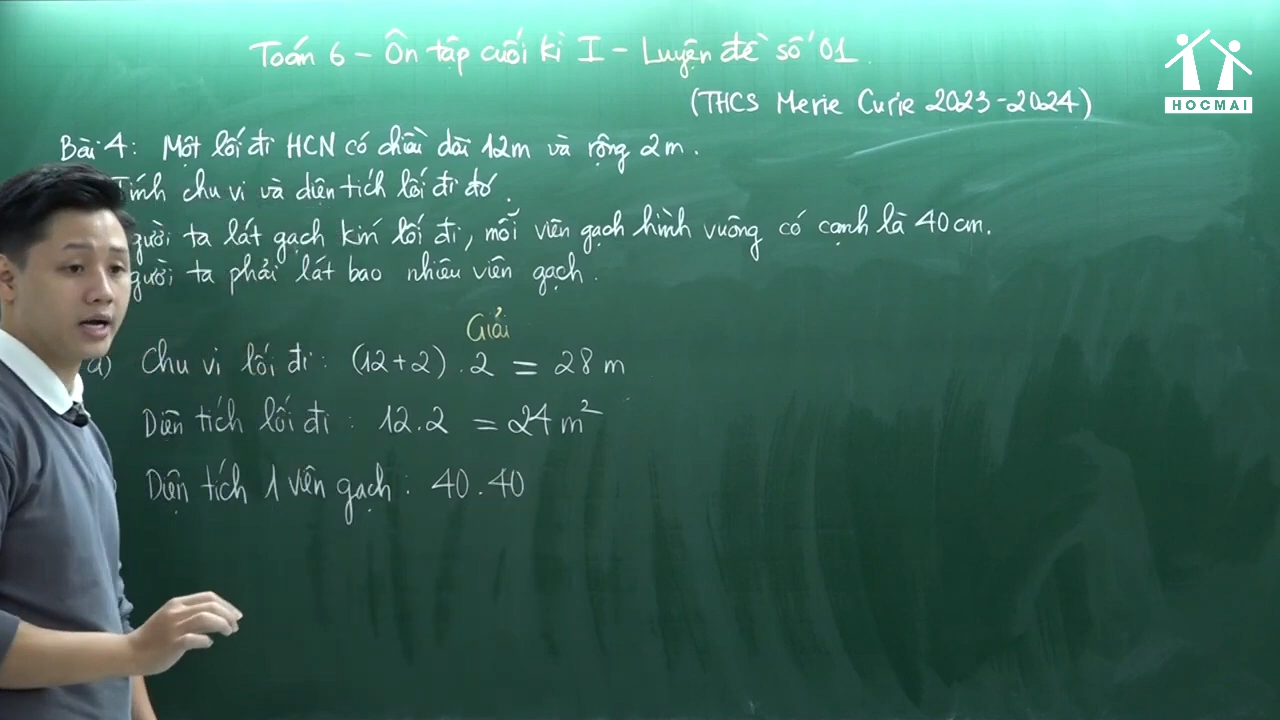 Toán 6 - Ôn tập cuối kì I - Luyện đề số 01
HOCMAI
(THCS Merie Curie 2023-2024)
Bài 4: Một lối đi HCN có chiều dài 12m và rộng 2m.
Tính chu vi và diện tích lối đi đó.
ta lát gạch kín lối đi, mỗi viên gạch hình vuông có cạnh là 40cm.
ta phải lát bao nhiêu viên gạch.
Giải
a) Chu vi lối đi: (12+2).2 = 28 m
Diện tích lối đi: 12.2 = 24 m²
Diện tích 1 viên gạch: 40.40